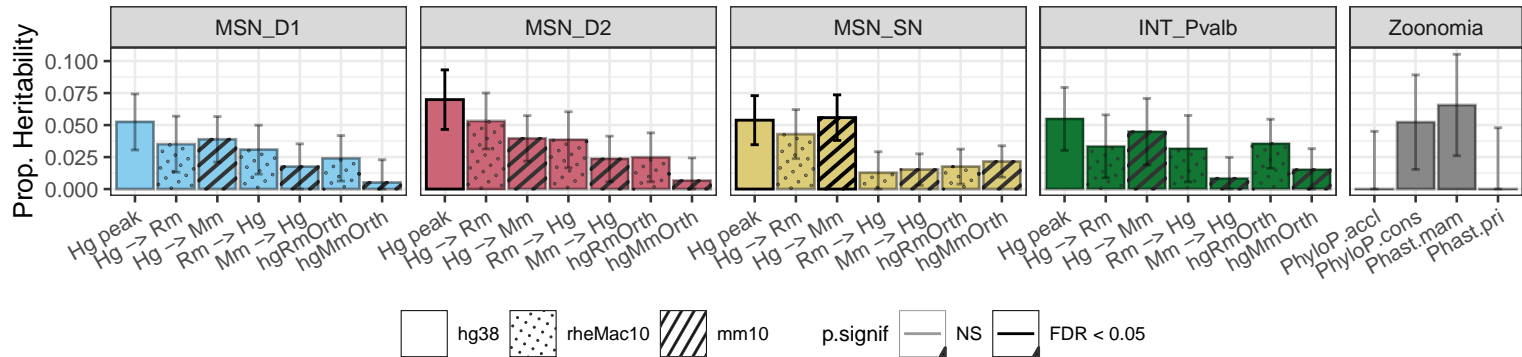 MSN_D1 MSN_D2 MSN_SN INT_Pvalb Zoonomia
Prop. Heritability
0.100
0.075
0.050
0.025
0.000
Hg peak Hg −> Rm Hg −> Mm Rm −> Hg Mm −> Hg hgRmOrth hgMmOrth
Hg peak Hg −> Rm Hg −> Mm Rm −> Hg Mm −> Hg hgRmOrth hgMmOrth
Hg peak Hg −> Rm Hg −> Mm Rm −> Hg Mm −> Hg hgRmOrth hgMmOrth
Hg peak Hg −> Rm Hg −> Mm Rm −> Hg Mm −> Hg hgRmOrth hgMmOrth
PhyloP.accl PhyloP.cons Phast.mam Phast.pri
hg38 rheMac10 mm10 p.signif NS FDR < 0.05